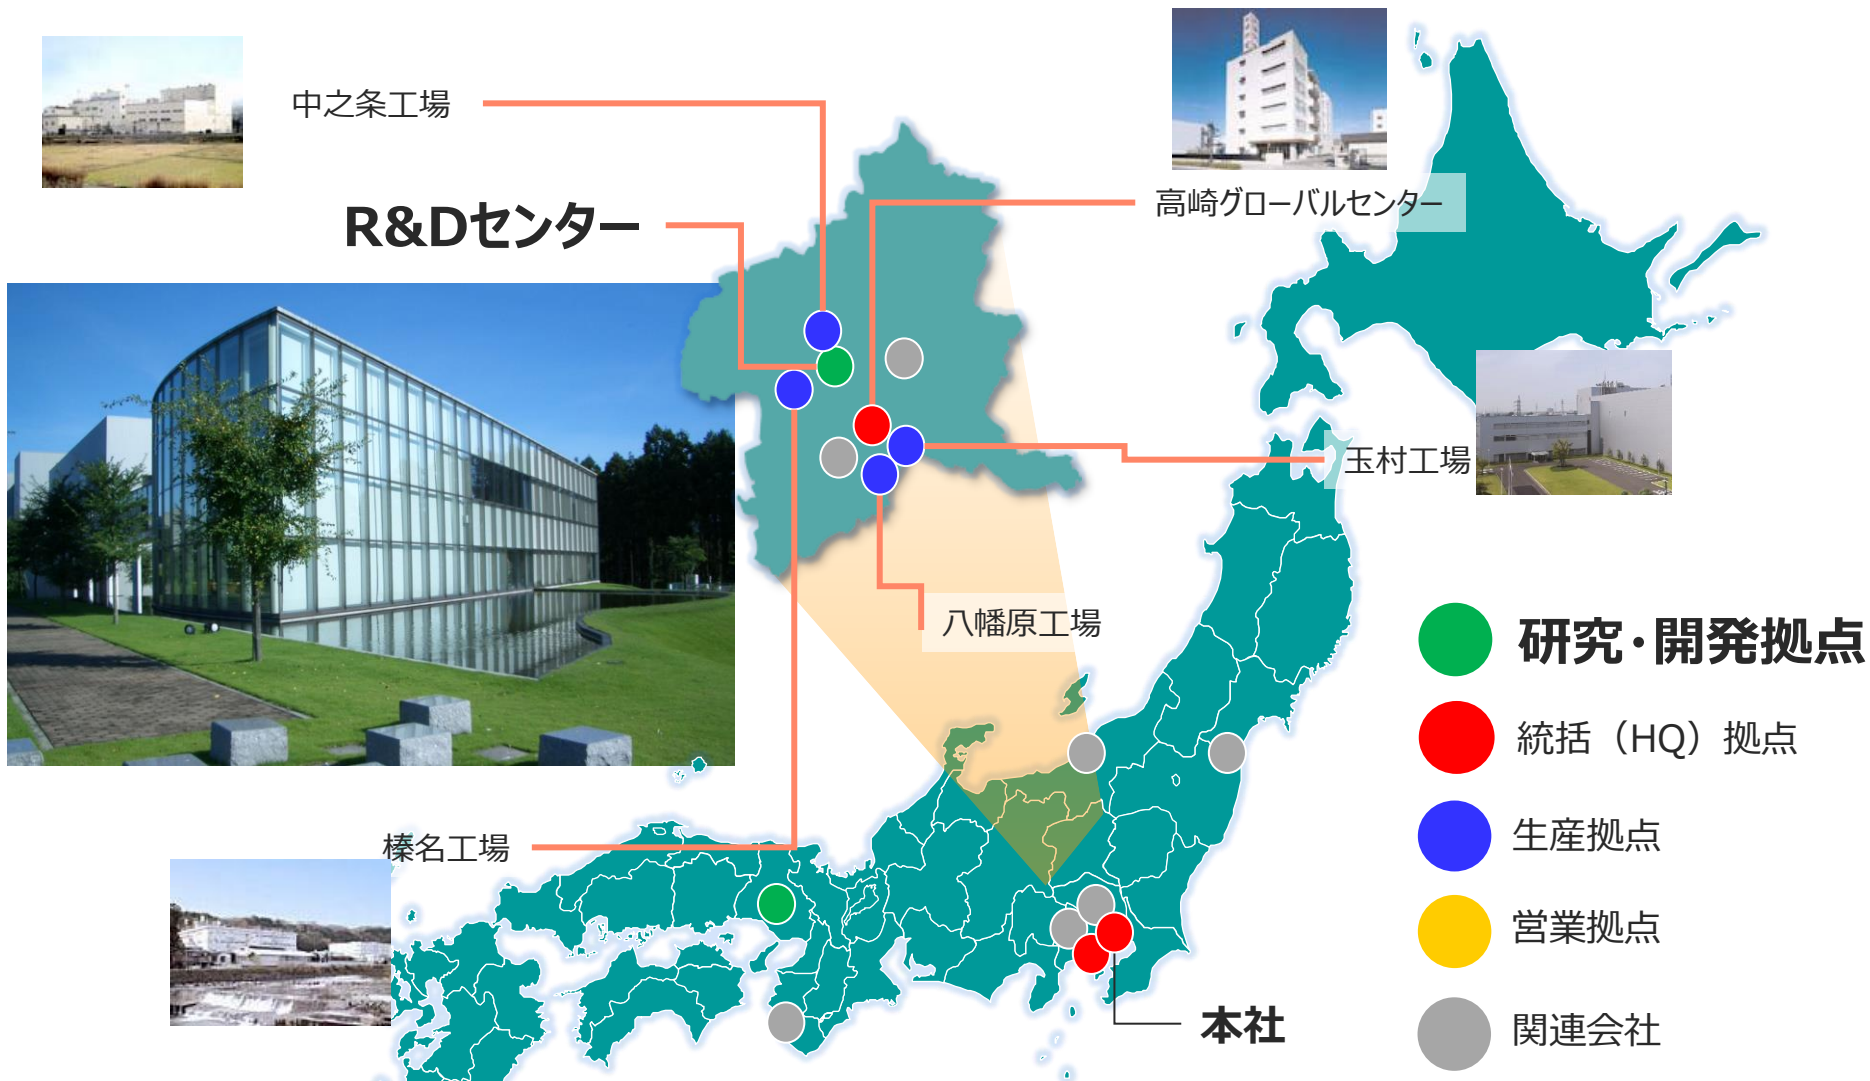 中之条工場
高崎グローバルセンター
R&Dセンター
玉村工場
八幡原工場
榛名工場
本社
研究・開発拠点
統括（HQ）拠点
生産拠点
営業拠点
関連会社